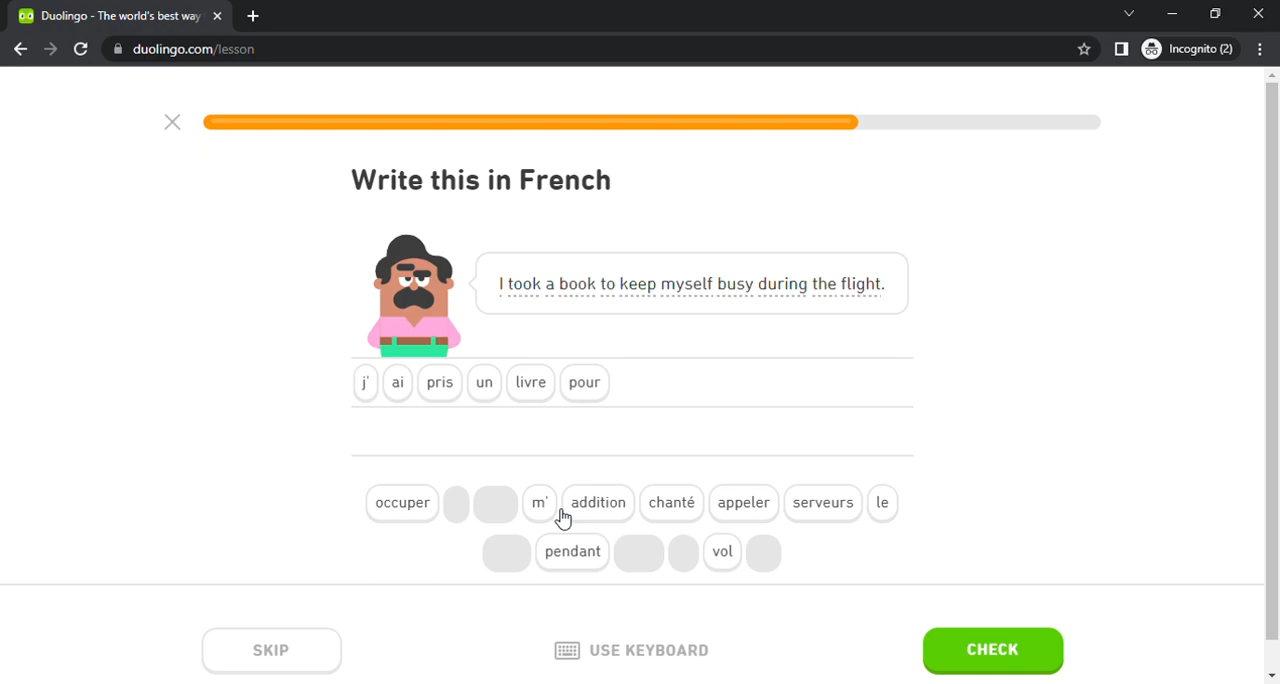 Duolingo - The world's best way
duolingo.com/lesson
Incognito (2)
Write this in French
I took a book to keep myself busy during the flight.
j' ai pris un livre pour
occuper m' addition chanté appeler serveurs le
pendant vol
SKIP USE KEYBOARD CHECK